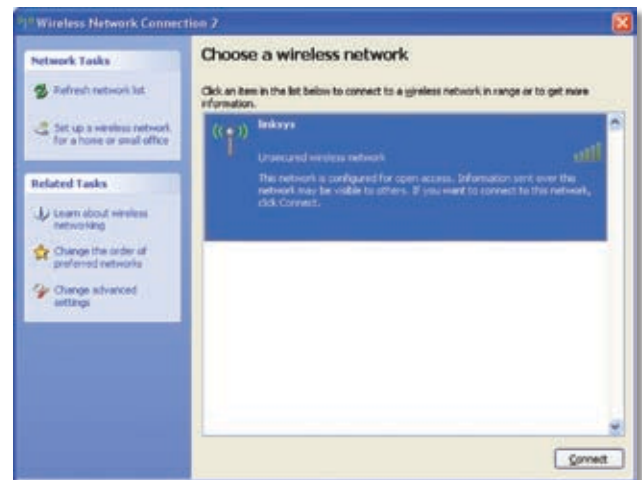 Wireless Network Connection 2
Network Tasks
Refresh network list
Set up a wireless network
for a home or small office
Related Tasks
Learn about wireless
networking
Change the order of
preferred networks
Change advanced
settings
Choose a wireless network
Click an item in the list below to connect to a wireless network in range or to get more
information.
linksys
Unsecured wireless network
This network is configured for open access. Information sent over this
network may be visible to others. If you want to connect to this network,
click Connect.
Connect